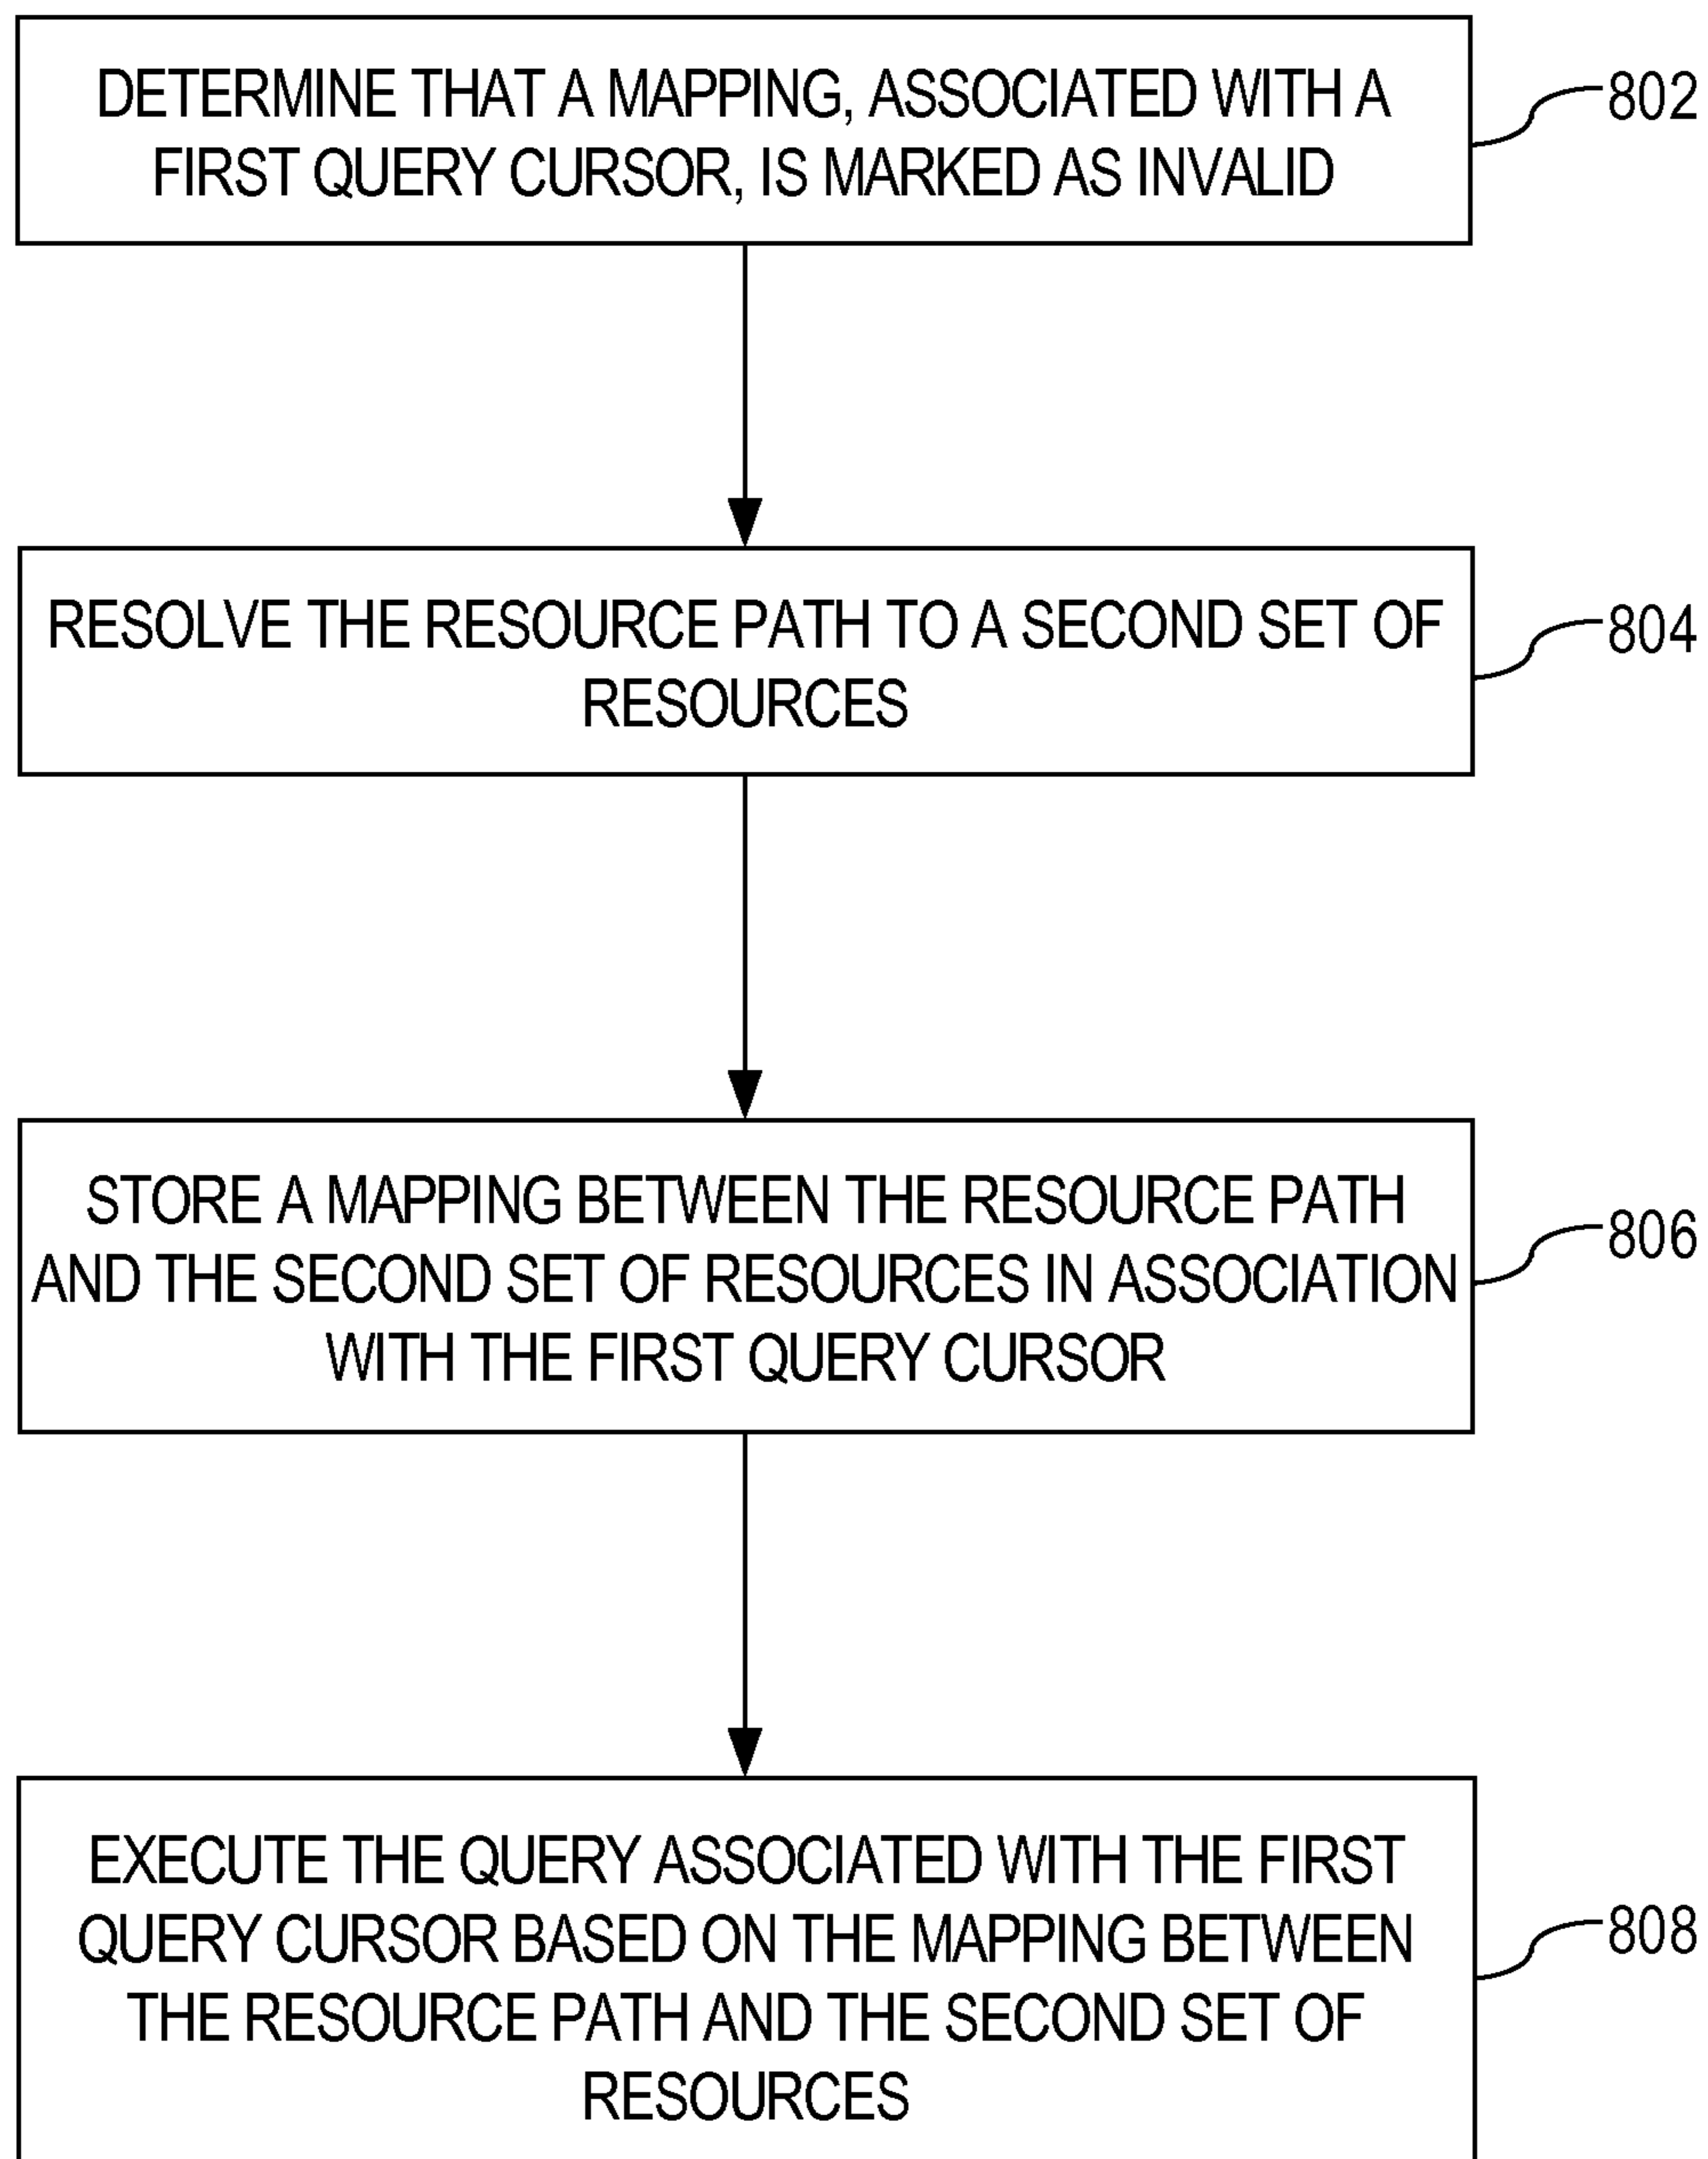 DETERMINE THAT A MAPPING, ASSOCIATED WITH A
FIRST QUERY CURSOR, IS MARKED AS INVALID
802
RESOLVE THE RESOURCE PATH TO A SECOND SET OF
RESOURCES
804
STORE A MAPPING BETWEEN THE RESOURCE PATH
AND THE SECOND SET OF RESOURCES IN ASSOCIATION
WITH THE FIRST QUERY CURSOR
806
EXECUTE THE QUERY ASSOCIATED WITH THE FIRST
QUERY CURSOR BASED ON THE MAPPING BETWEEN
THE RESOURCE PATH AND THE SECOND SET OF
RESOURCES
808